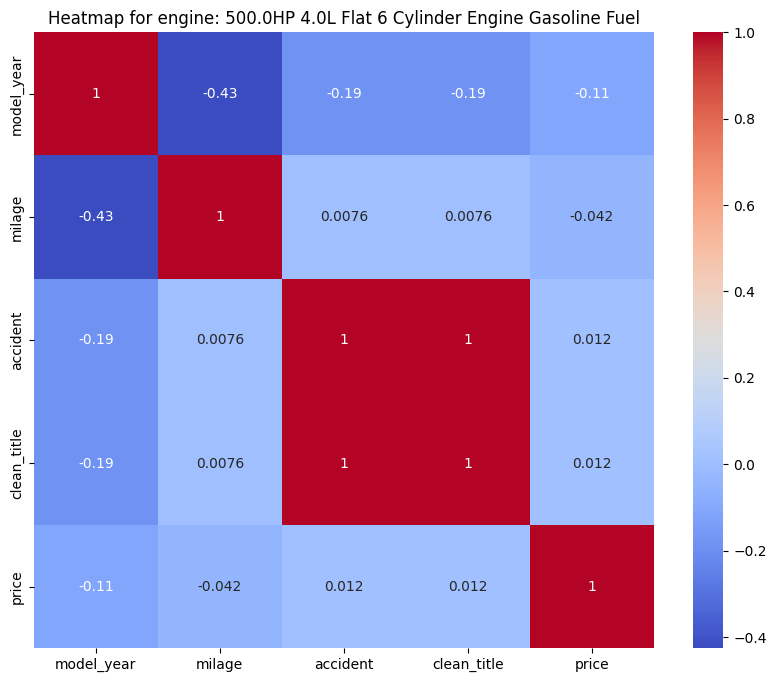 Heatmap for engine: 500.0HP 4.0L Flat 6 Cylinder Engine Gasoline Fuel
model_year 1 -0.43 -0.19 -0.19 -0.11
milage -0.43 1 0.0076 0.0076 -0.042
accident -0.19 0.0076 1 1 0.012
clean_title -0.19 0.0076 1 1 0.012
price -0.11 -0.042 0.012 0.012 1
model_year milage accident clean_title price
1.0
0.8
0.6
0.4
0.2
0.0
−0.2
−0.4